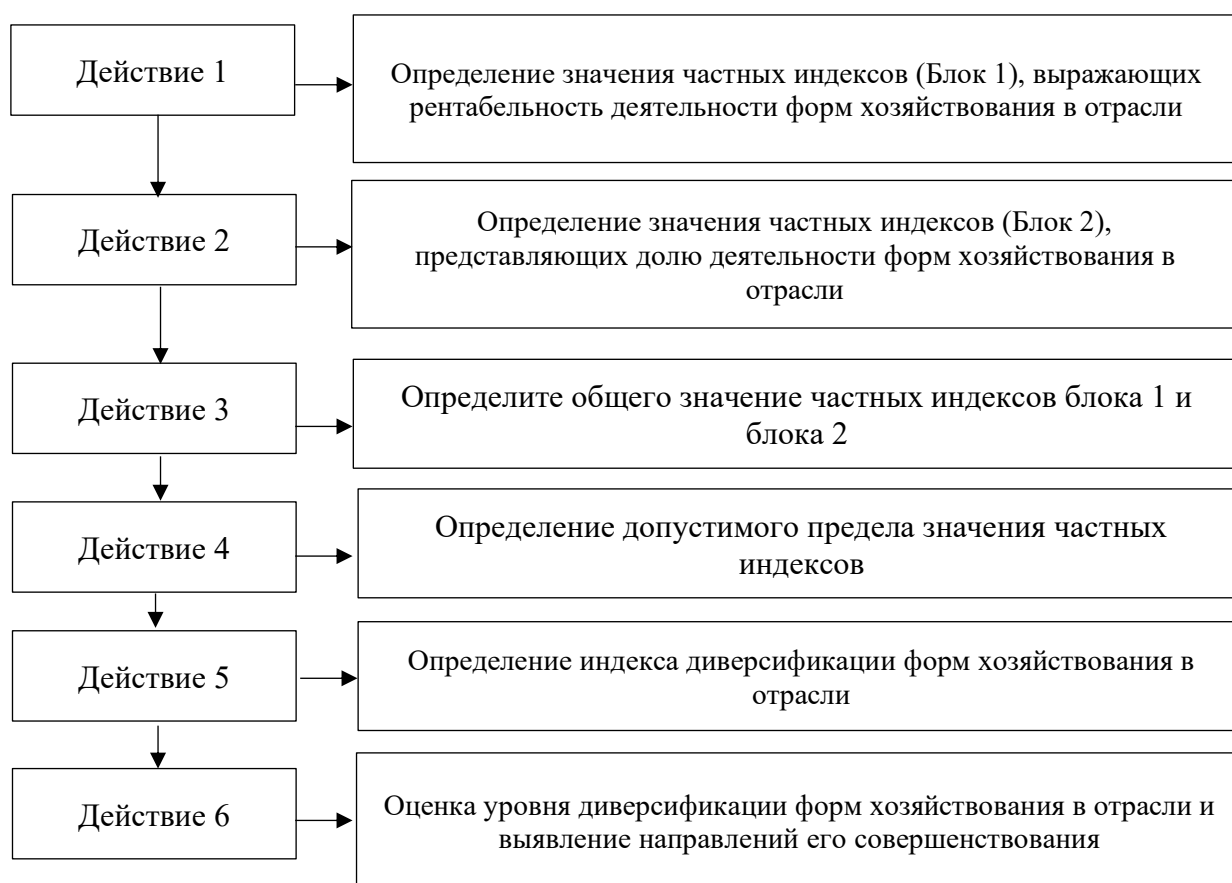 Действие 1
Определение значения частных индексов (Блок 1), выражающих
рентабельность деятельности форм хозяйствования в отрасли
Действие 2
Определение значения частных индексов (Блок 2),
представляющих долю деятельности форм хозяйствования в
отрасли
Действие 3
Определите общего значение частных индексов блока 1 и
блока 2
Действие 4
Определение допустимого предела значения частных
индексов
Действие 5
Определение индекса диверсификации форм хозяйствования в
отрасли
Действие 6
Оценка уровня диверсификации форм хозяйствования в отрасли и
выявление направлений его совершенствования